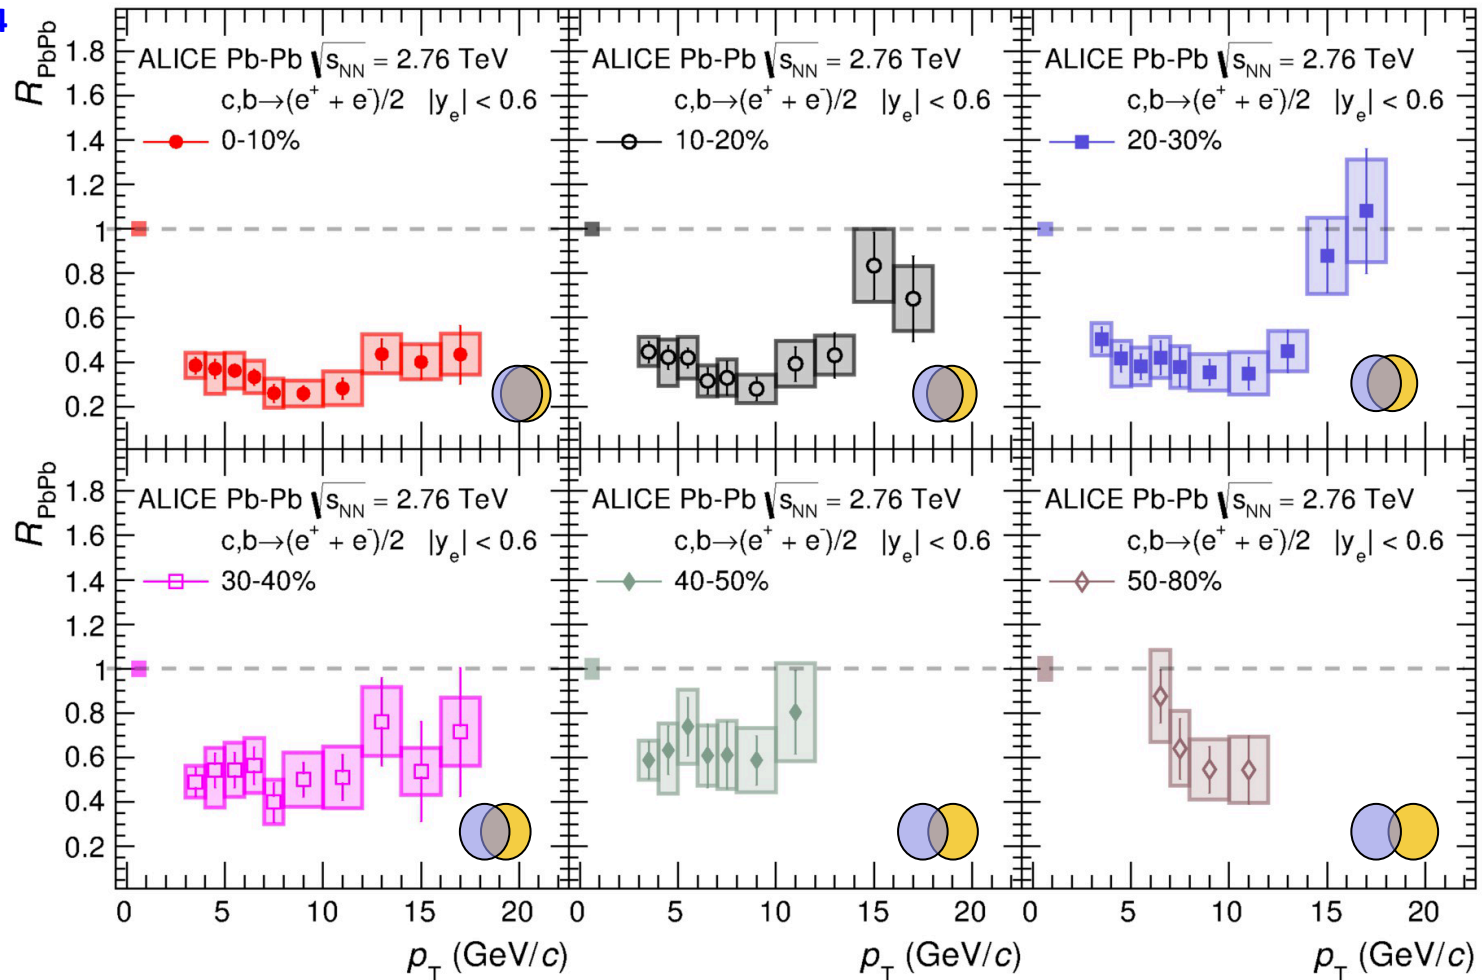 4
R_PbPb
1.8
1.6
1.4
1.2
1
0.8
0.6
0.4
0.2
ALICE Pb-Pb √s_NN = 2.76 TeV
c,b→(e⁺ + e⁻)/2 |y_e| < 0.6
0-10%
ALICE Pb-Pb √s_NN = 2.76 TeV
c,b→(e⁺ + e⁻)/2 |y_e| < 0.6
10-20%
ALICE Pb-Pb √s_NN = 2.76 TeV
c,b→(e⁺ + e⁻)/2 |y_e| < 0.6
20-30%
R_PbPb
1.8
1.6
1.4
1.2
1
0.8
0.6
0.4
0.2
ALICE Pb-Pb √s_NN = 2.76 TeV
c,b→(e⁺ + e⁻)/2 |y_e| < 0.6
30-40%
ALICE Pb-Pb √s_NN = 2.76 TeV
c,b→(e⁺ + e⁻)/2 |y_e| < 0.6
40-50%
ALICE Pb-Pb √s_NN = 2.76 TeV
c,b→(e⁺ + e⁻)/2 |y_e| < 0.6
50-80%
0 5 10 15 20
0 5 10 15 20
0 5 10 15 20
p_T (GeV/c)
p_T (GeV/c)
p_T (GeV/c)